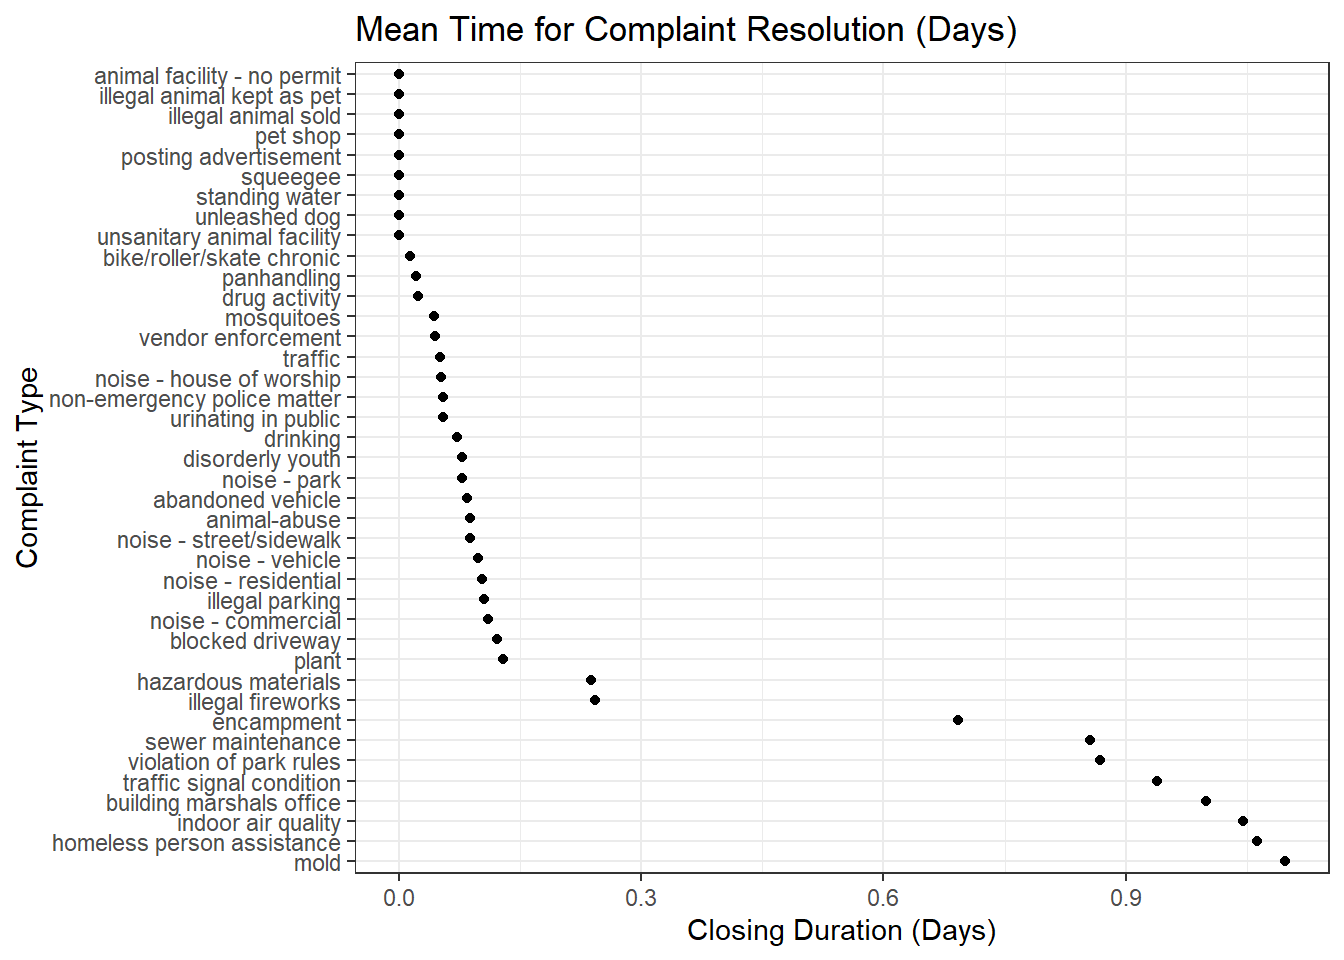 Mean Time for Complaint Resolution (Days)
Complaint Type
animal facility - no permit
illegal animal kept as pet
illegal animal sold
pet shop
posting advertisement
squeegee
standing water
unleashed dog
unsanitary animal facility
bike/roller/skate chronic
panhandling
drug activity
mosquitoes
vendor enforcement
traffic
noise - house of worship
non-emergency police matter
urinating in public
drinking
disorderly youth
noise - park
abandoned vehicle
animal-abuse
noise - street/sidewalk
noise - vehicle
noise - residential
illegal parking
noise - commercial
blocked driveway
plant
hazardous materials
illegal fireworks
encampment
sewer maintenance
violation of park rules
traffic signal condition
building marshals office
indoor air quality
homeless person assistance
mold
0.0 0.3 0.6 0.9
Closing Duration (Days)